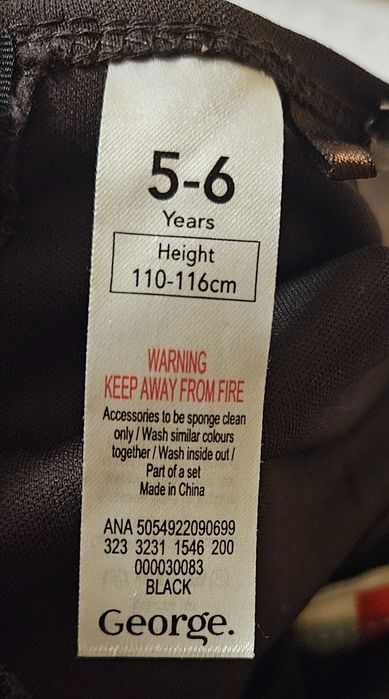 5-6
Years
Height
110-116cm
WARNING
KEEP AWAY FROM FIRE
Accessories to be sponge clean
only / Wash similar colours
together / Wash inside out /
Part of a set
Made in China
ANA 5054922090699
323 3231 1546 200
000030083
BLACK
George.